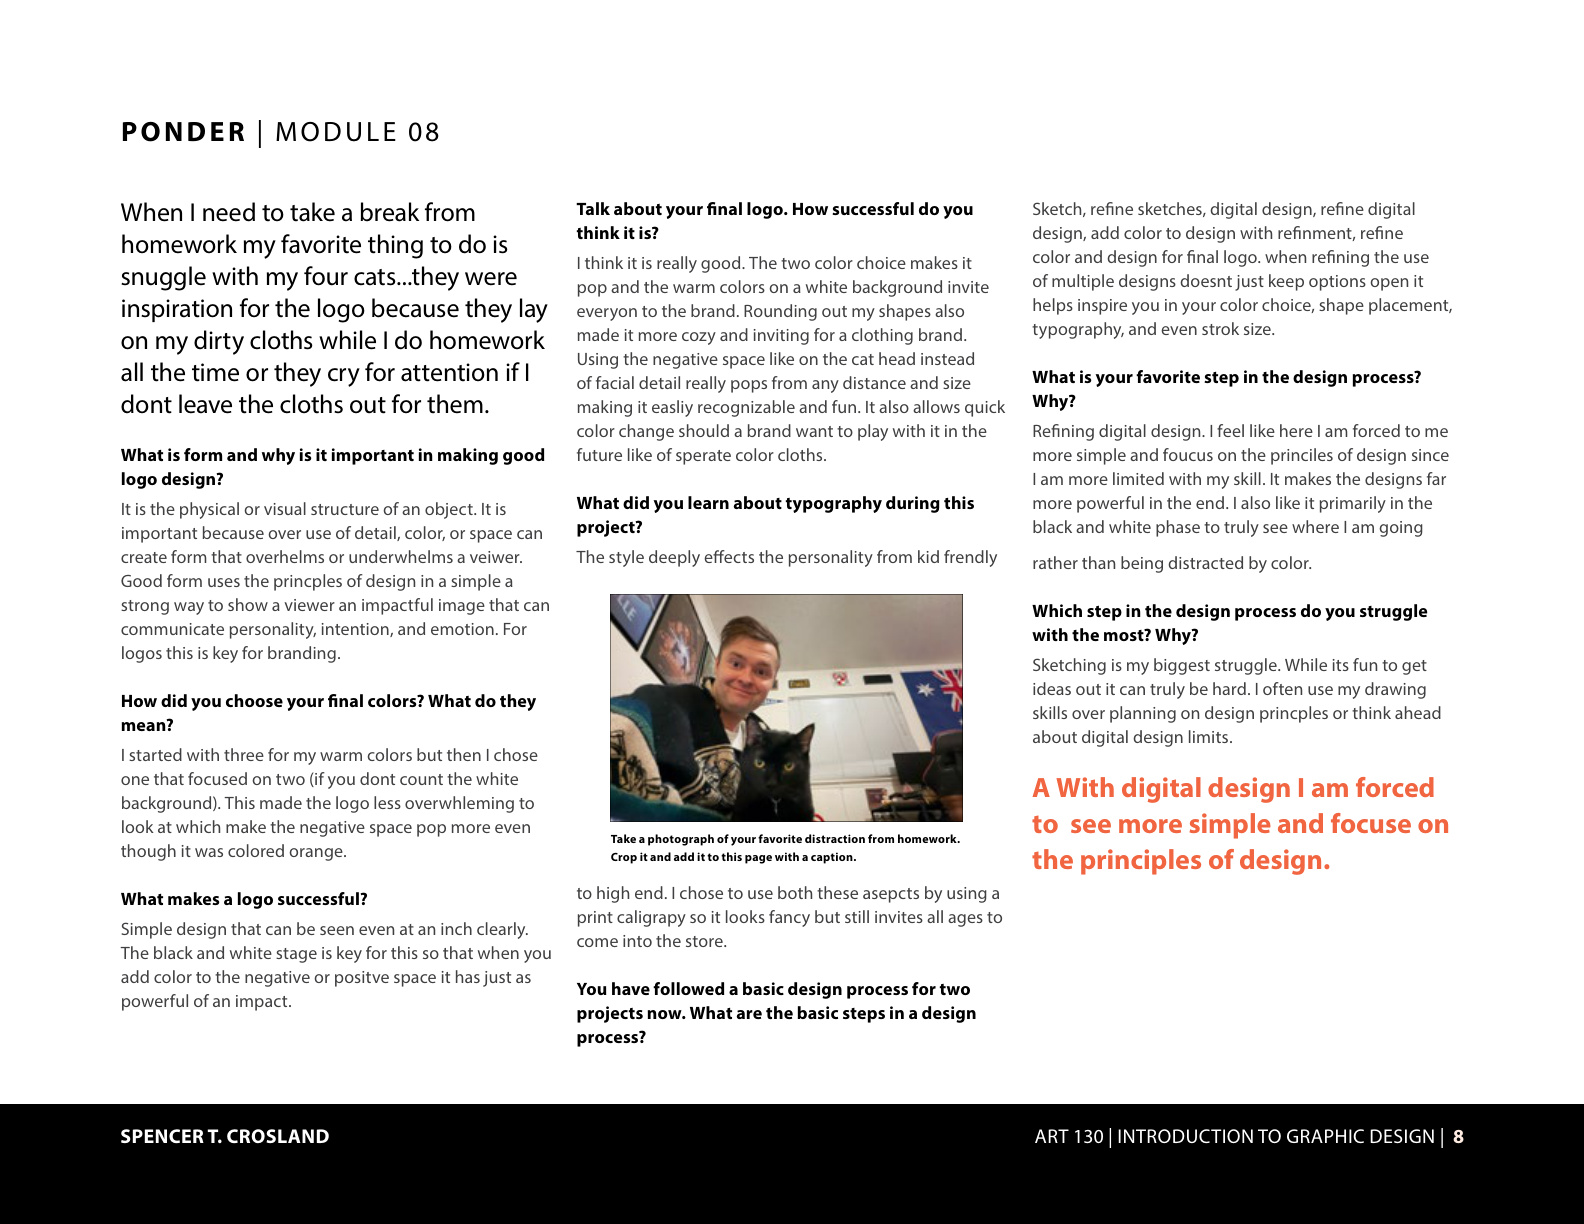 PONDER | MODULE 08
When I need to take a break from
homework my favorite thing to do is
snuggle with my four cats...they were
inspiration for the logo because they lay
on my dirty cloths while I do homework
all the time or they cry for attention if I
dont leave the cloths out for them.
What is form and why is it important in making good
logo design?
It is the physical or visual structure of an object. It is
important because over use of detail, color, or space can
create form that overhelms or underwhelms a veiwer.
Good form uses the princples of design in a simple a
strong way to show a viewer an impactful image that can
communicate personality, intention, and emotion. For
logos this is key for branding.
How did you choose your final colors? What do they
mean?
I started with three for my warm colors but then I chose
one that focused on two (if you dont count the white
background). This made the logo less overwhleming to
look at which make the negative space pop more even
though it was colored orange.
What makes a logo successful?
Simple design that can be seen even at an inch clearly.
The black and white stage is key for this so that when you
add color to the negative or positve space it has just as
powerful of an impact.
Talk about your final logo. How successful do you
think it is?
I think it is really good. The two color choice makes it
pop and the warm colors on a white background invite
everyon to the brand. Rounding out my shapes also
made it more cozy and inviting for a clothing brand.
Using the negative space like on the cat head instead
of facial detail really pops from any distance and size
making it easliy recognizable and fun. It also allows quick
color change should a brand want to play with it in the
future like of sperate color cloths.
What did you learn about typography during this
project?
The style deeply effects the personality from kid frendly
Take a photograph of your favorite distraction from homework.
Crop it and add it to this page with a caption.
to high end. I chose to use both these asepcts by using a
print caligrapy so it looks fancy but still invites all ages to
come into the store.
You have followed a basic design process for two
projects now. What are the basic steps in a design
process?
Sketch, refine sketches, digital design, refine digital
design, add color to design with refinment, refine
color and design for final logo. when refining the use
of multiple designs doesnt just keep options open it
helps inspire you in your color choice, shape placement,
typography, and even strok size.
What is your favorite step in the design process?
Why?
Refining digital design. I feel like here I am forced to me
more simple and foucus on the princiles of design since
I am more limited with my skill. It makes the designs far
more powerful in the end. I also like it primarily in the
black and white phase to truly see where I am going
rather than being distracted by color.
Which step in the design process do you struggle
with the most? Why?
Sketching is my biggest struggle. While its fun to get
ideas out it can truly be hard. I often use my drawing
skills over planning on design princples or think ahead
about digital design limits.
A With digital design I am forced
to  see more simple and focuse on
the principles of design.
SPENCER T. CROSLAND
ART 130 | INTRODUCTION TO GRAPHIC DESIGN | 8